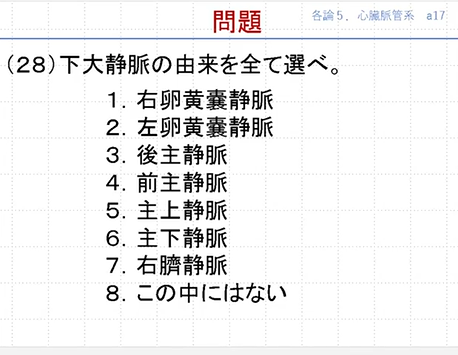 問題
各論5. 心臓脈管系 a17
(28)下大静脈の由来を全て選べ。
1. 右卵黄嚢静脈
2. 左卵黄嚢静脈
3. 後主静脈
4. 前主静脈
5. 主上静脈
6. 主下静脈
7. 右臍静脈
8. この中にはない